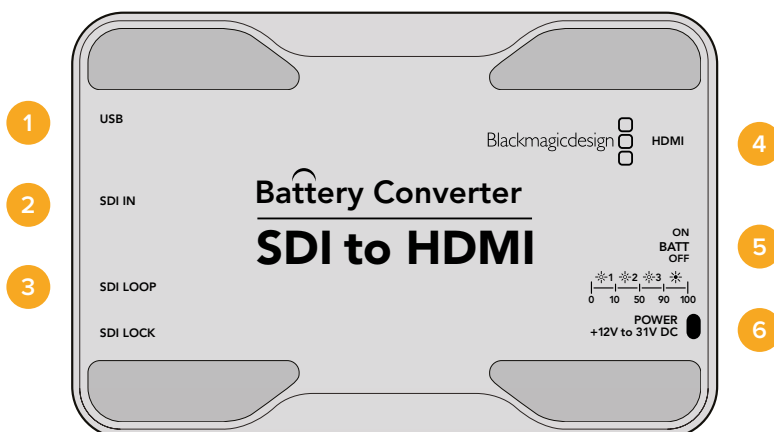 1
USB
Blackmagicdesign
HDMI
4
2
SDI IN
Battery Converter
SDI to HDMI
ON
BATT
OFF
5
3
SDI LOOP
1 2 3
0 10 50 90 100
SDI LOCK
POWER
+12V to 31V DC
6